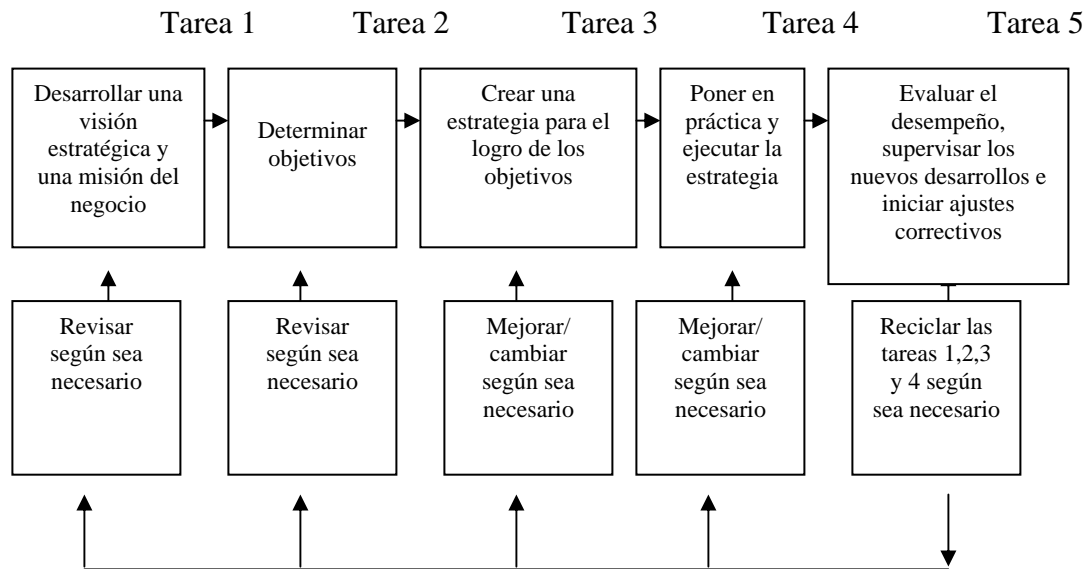 Tarea 1
Tarea 2
Tarea 3
Tarea 4
Tarea 5
Desarrollar una
visión
estratégica y
una misión del
negocio
Determinar
objetivos
Crear una
estrategia para el
logro de los
objetivos
Poner en
práctica y
ejecutar la
estrategia
Evaluar el
desempeño,
supervisar los
nuevos desarrollos e
iniciar ajustes
correctivos
Revisar
según sea
necesario
Revisar
según sea
necesario
Mejorar/
cambiar
según sea
necesario
Mejorar/
cambiar
según sea
necesario
Reciclar las
tareas 1,2,3
y 4 según
sea necesario